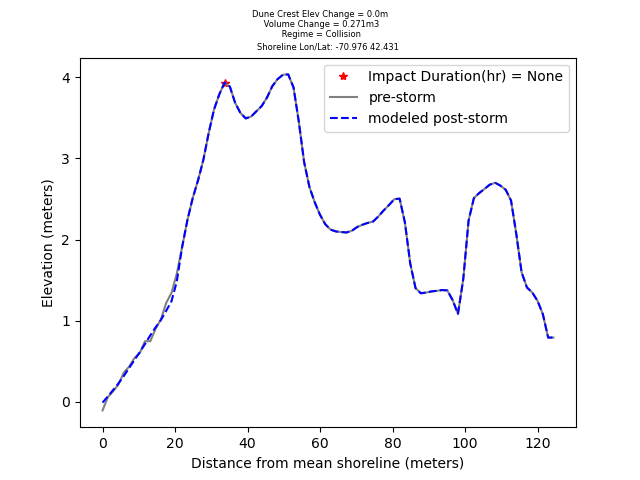 Dune Crest Elev Change = 0.0m
Volume Change = 0.271m3
Regime = Collision
Shoreline Lon/Lat: -70.976 42.431
Impact Duration(hr) = None
pre-storm
modeled post-storm
Elevation (meters)
4
3
2
1
0
0 20 40 60 80 100 120
Distance from mean shoreline (meters)